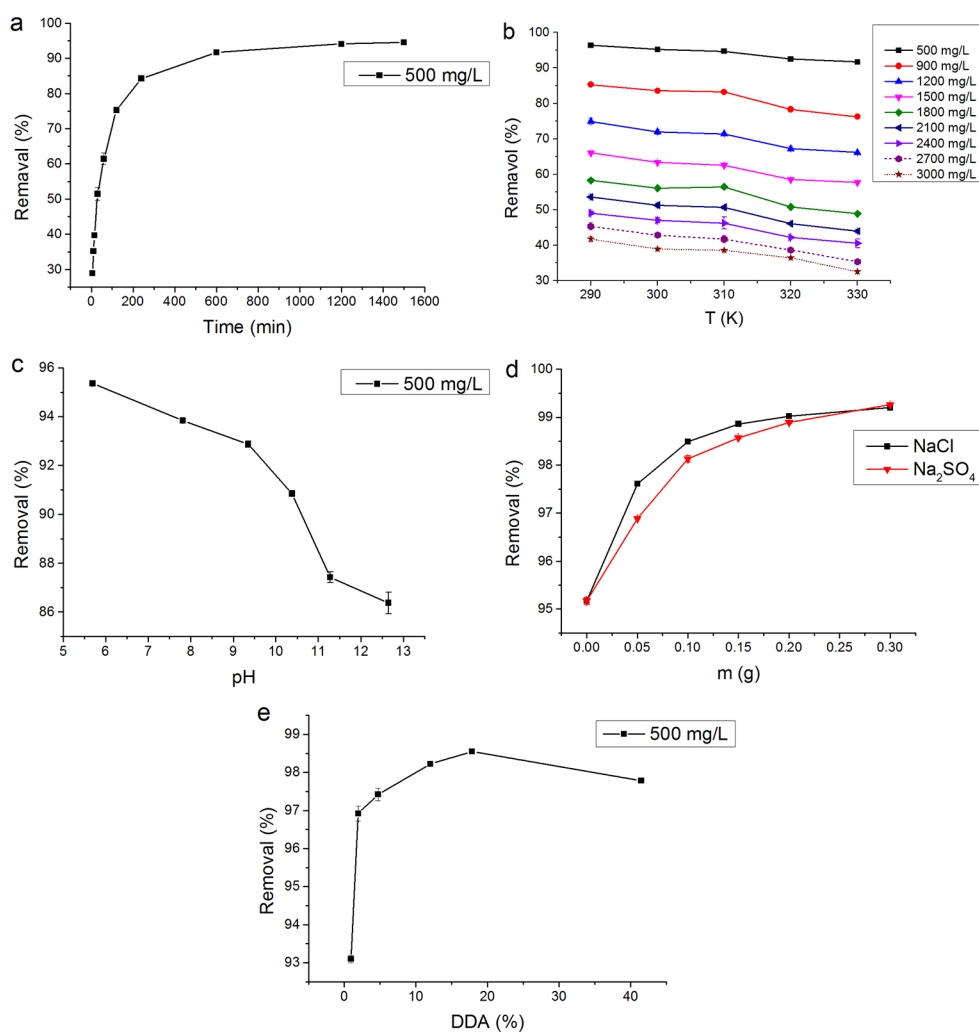 a
Remaval (%)
100
90
80
70
60
50
40
30
0 200 400 600 800 1000 1200 1400 1600
Time (min)
500 mg/L
b
Remavol (%)
100
90
80
70
60
50
40
30
290 300 310 320 330
T (K)
500 mg/L
900 mg/L
1200 mg/L
1500 mg/L
1800 mg/L
2100 mg/L
2400 mg/L
2700 mg/L
3000 mg/L
c
Removal (%)
96
94
92
90
88
86
5 6 7 8 9 10 11 12 13
pH
500 mg/L
d
Removal (%)
100
99
98
97
96
95
0.00 0.05 0.10 0.15 0.20 0.25 0.30
m (g)
NaCl
Na₂SO₄
e
Removal (%)
99
98
97
96
95
94
93
0 10 20 30 40
DDA (%)
500 mg/L